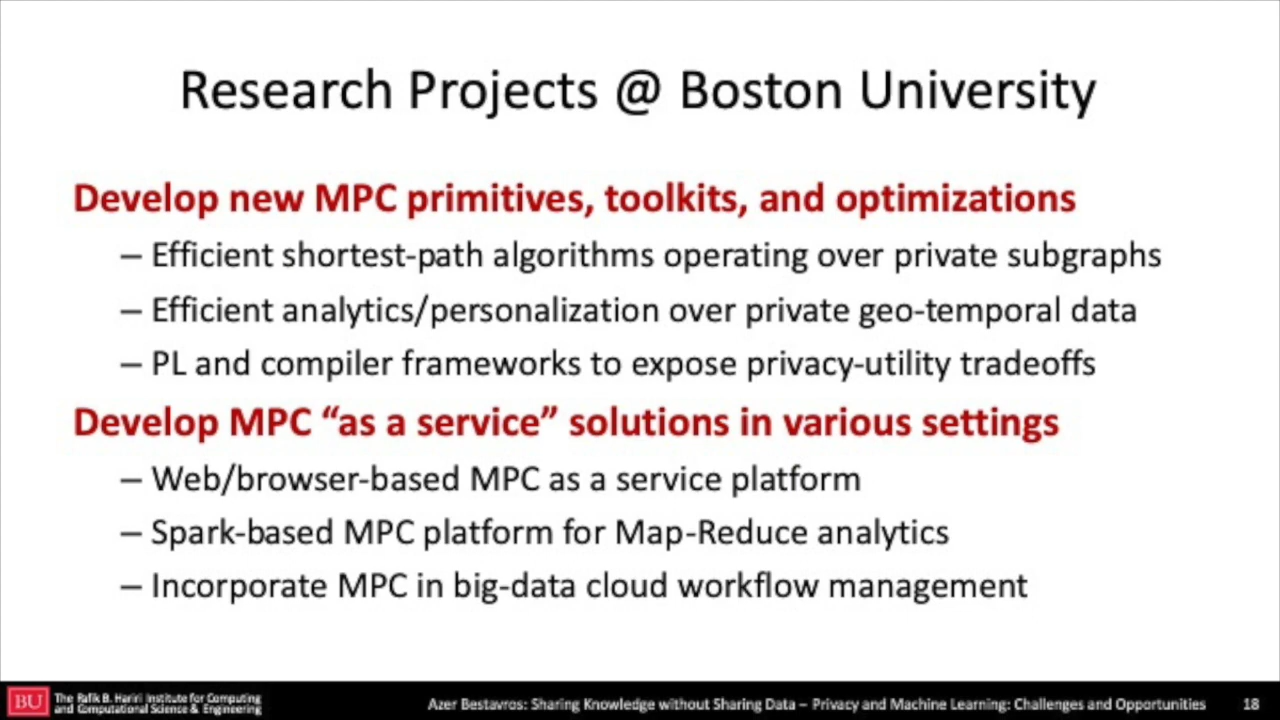 Research Projects @ Boston University
Develop new MPC primitives, toolkits, and optimizations
– Efficient shortest-path algorithms operating over private subgraphs
– Efficient analytics/personalization over private geo-temporal data
– PL and compiler frameworks to expose privacy-utility tradeoffs
Develop MPC “as a service” solutions in various settings
– Web/browser-based MPC as a service platform
– Spark-based MPC platform for Map-Reduce analytics
– Incorporate MPC in big-data cloud workflow management
BU
The Rafik B. Hariri Institute for Computing
and Computational Science & Engineering
Azer Bestavros: Sharing Knowledge without Sharing Data – Privacy and Machine Learning: Challenges and Opportunities 18